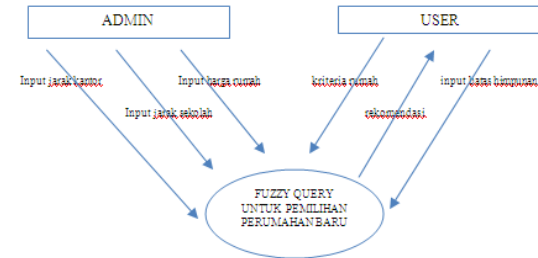 ADMIN
USER
Input jarak kantor
Input harga rumah
kriteria rumah
input batas himpunan
Input jarak sekolah
rekomendasi
FUZZY QUERY
UNTUK PEMILIHAN
PERUMAHAN BARU